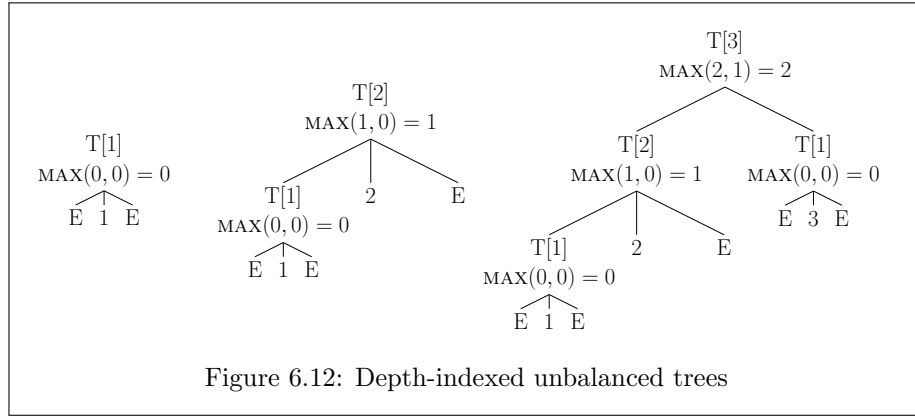 T[1]
MAX(0, 0) = 0
E 1 E
T[2]
MAX(1, 0) = 1
T[1]
MAX(0, 0) = 0
E 1 E
2
E
T[3]
MAX(2, 1) = 2
T[2]
MAX(1, 0) = 1
T[1]
MAX(0, 0) = 0
E 1 E
2
E
T[1]
MAX(0, 0) = 0
E 3 E
Figure 6.12: Depth-indexed unbalanced trees